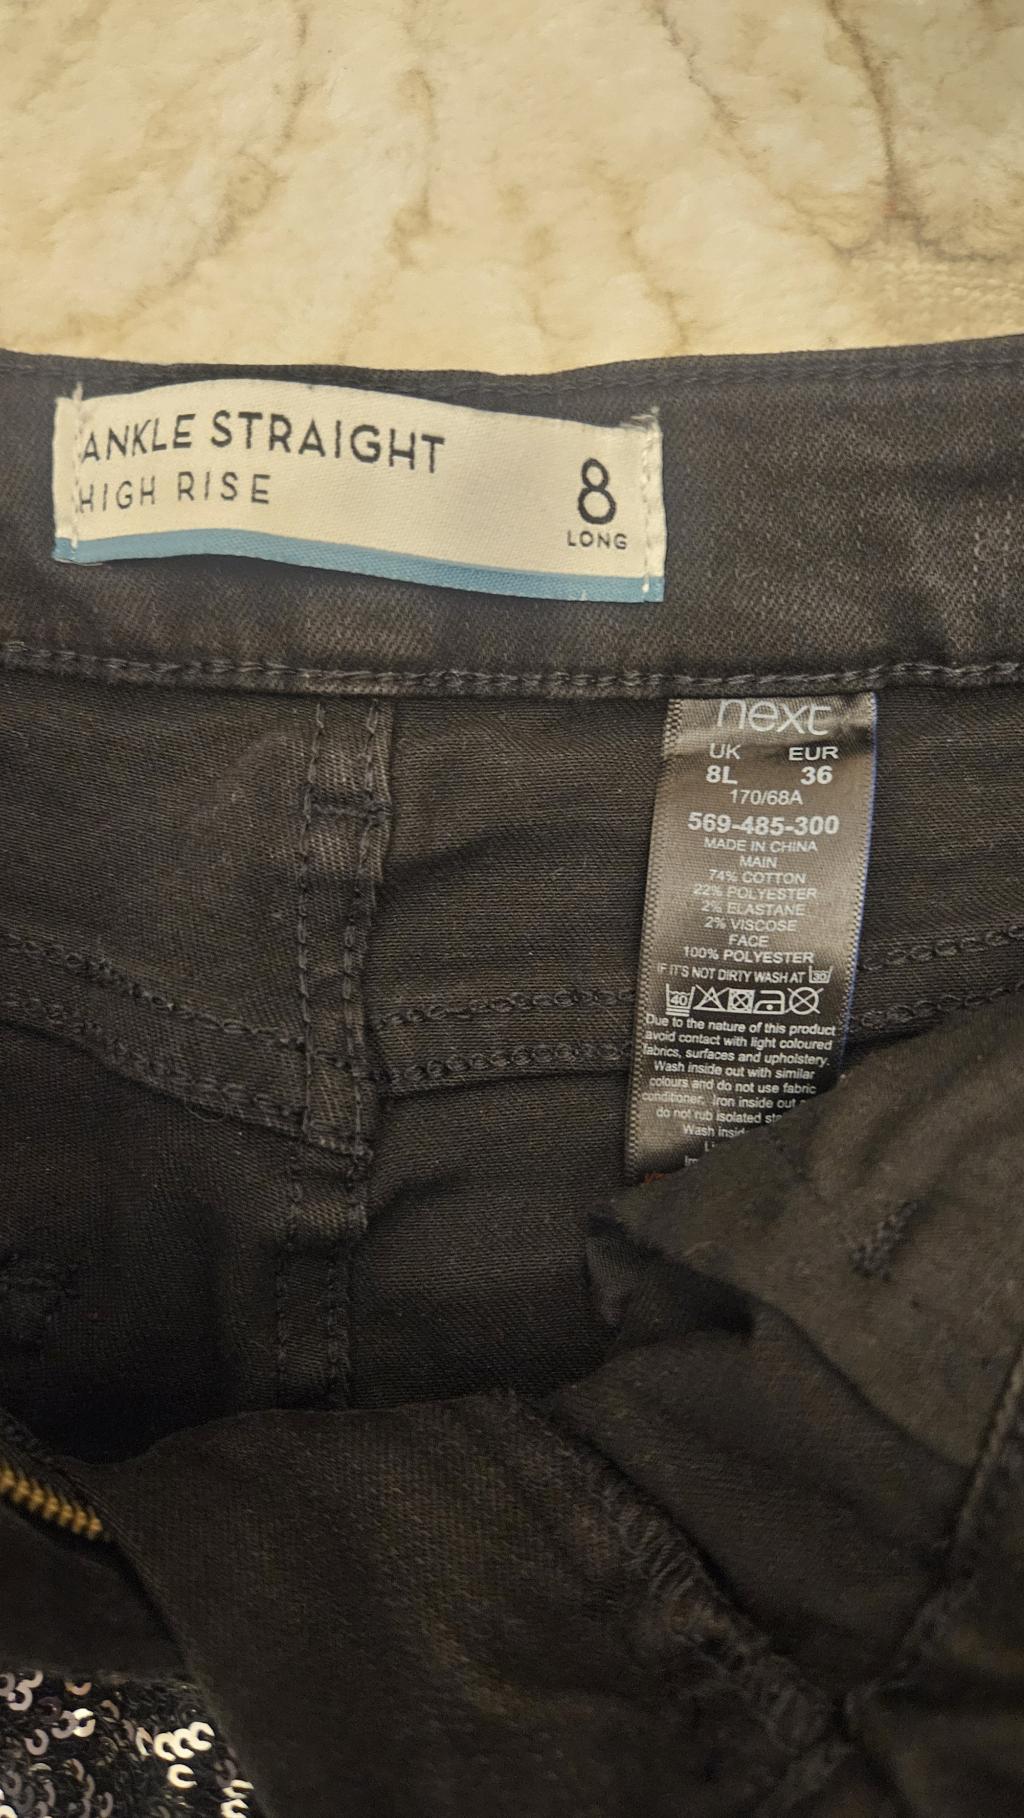 ANKLE STRAIGHT
HIGH RISE
8
LONG
next
UK EUR
8L 36
170/68A
569-485-300
MADE IN CHINA
MAIN
74% COTTON
22% POLYESTER
2% ELASTANE
2% VISCOSE
FACE
100% POLYESTER
IF IT'S NOT DIRTY WASH AT 30
40
Due to the nature of this product
avoid contact with light coloured
fabrics, surfaces and upholstery.
Wash inside out with similar
colours and do not use fabric
conditioner. Iron inside out
do not rub isolated
Wash